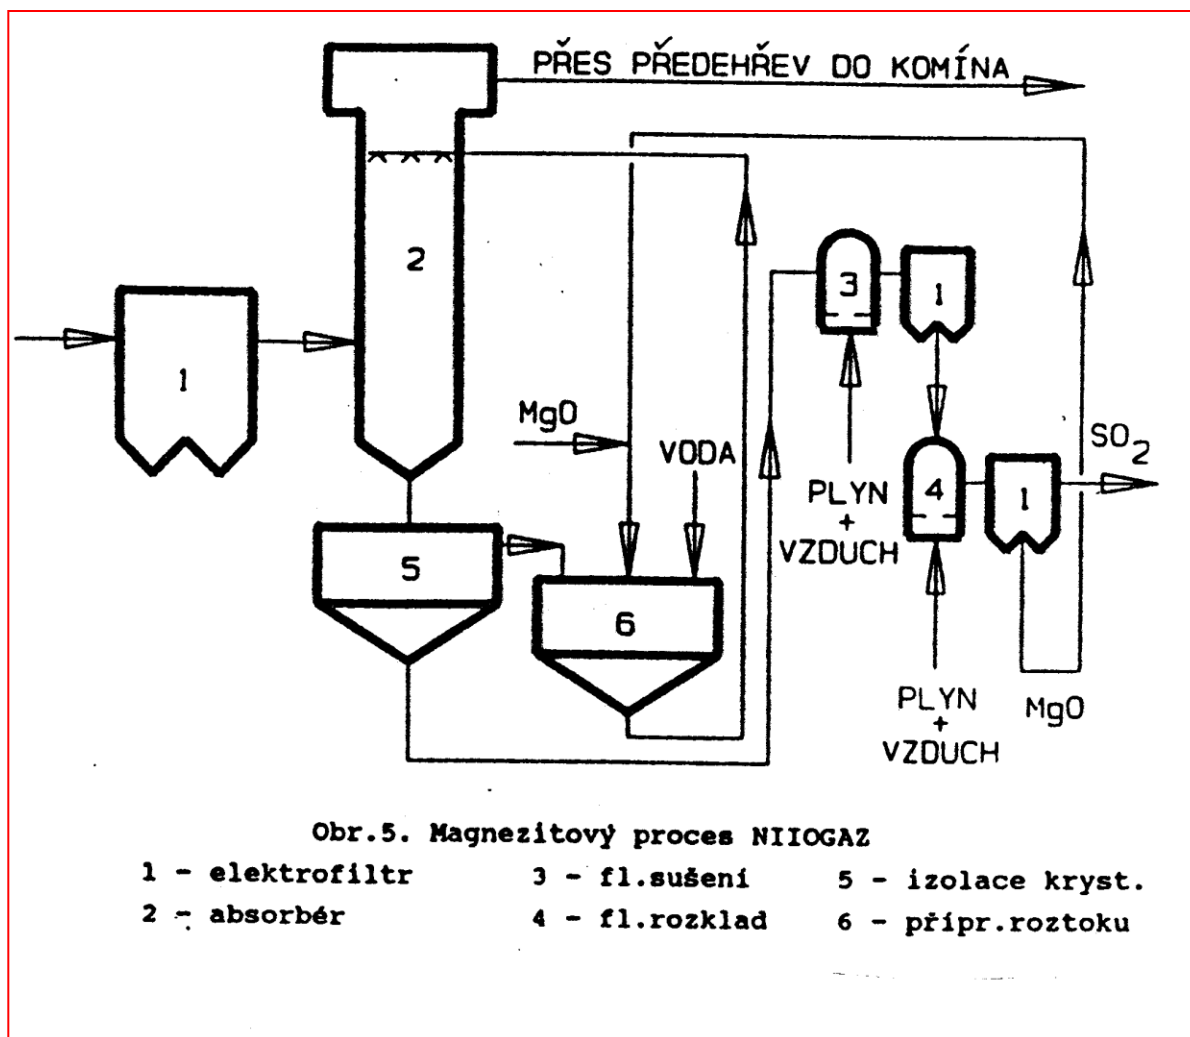 PŘES PŘEDEHŘEV DO KOMÍNA
2
3
1
1
MgO
VODA
SO2
PLYN
+
VZDUCH
4
1
5
6
PLYN
+
VZDUCH
MgO
Obr.5. Magnezitový proces NIIOGAZ
1 - elektrofiltr 3 - fl.sušení 5 - izolace kryst.
2 - absorbér 4 - fl.rozklad 6 - přípr.roztoku